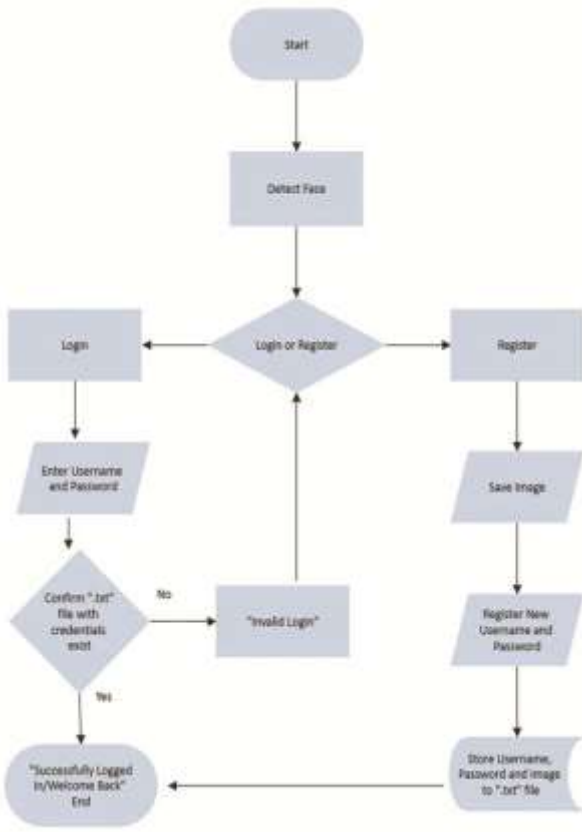 Start
Detect Face
Login
Login or Register
Register
Enter Username
and Password
Save Image
Confirm ".txt"
file with
credentials
exist
No
"Invalid Login"
Register New
Username and
Password
Yes
"Successfully Logged
In/Welcome Back"
End
Store Username,
Password and image
to ".txt" file